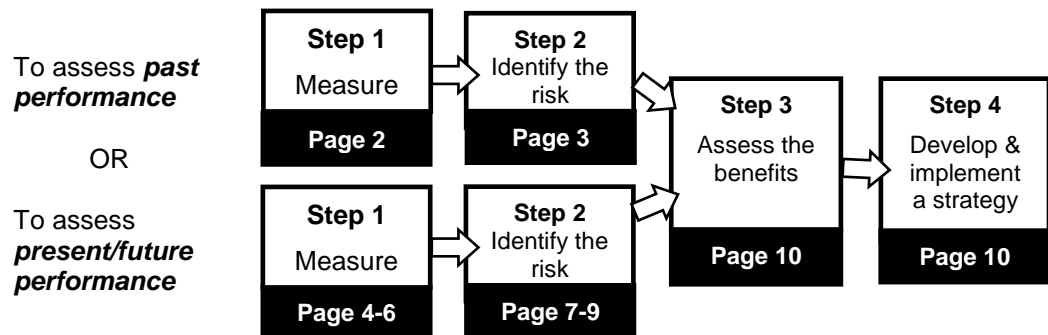 To assess past
performance
Step 1
Measure
Page 2
Step 2
Identify the
risk
Page 3
OR
To assess
present/future
performance
Step 1
Measure
Page 4-6
Step 2
Identify the
risk
Page 7-9
Step 3
Assess the
benefits
Page 10
Step 4
Develop &
implement
a strategy
Page 10